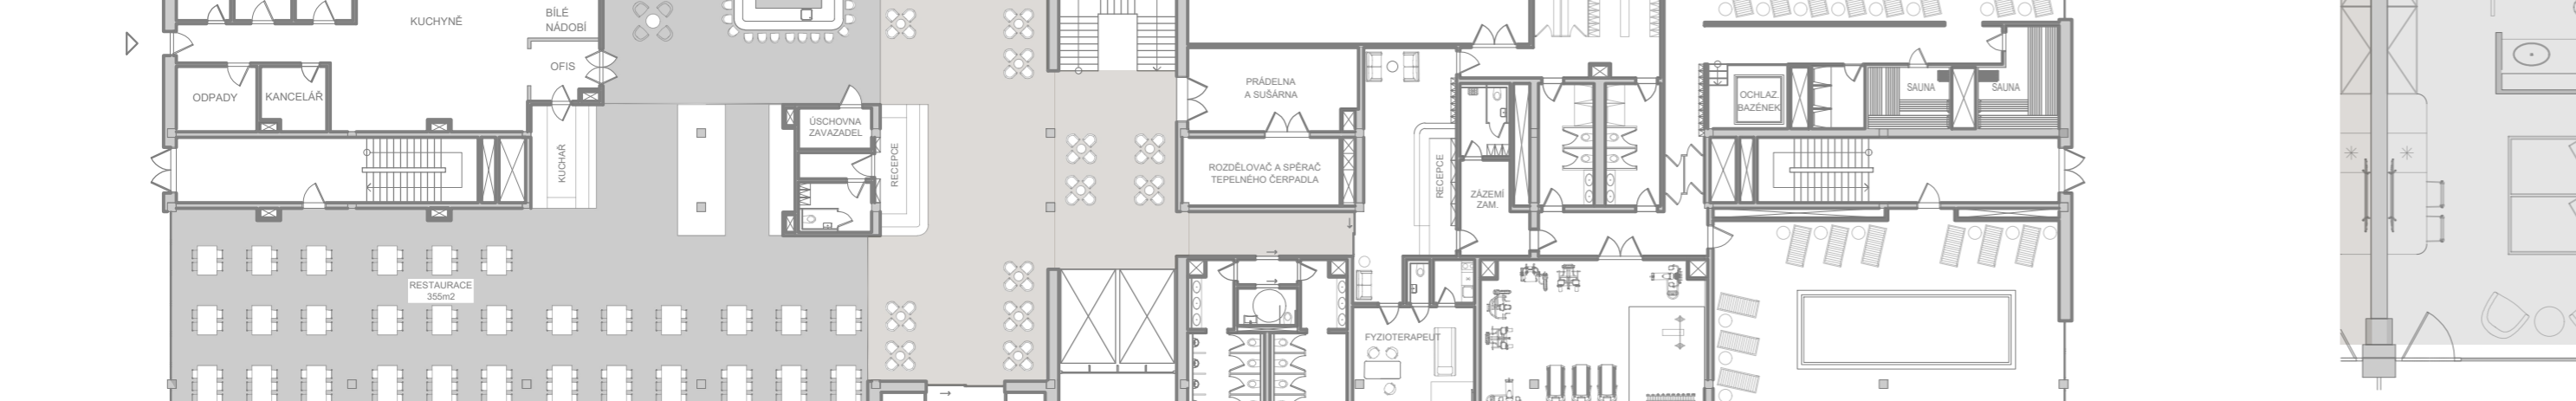 KUCHYNĚ
BÍLÉ
NÁDOBÍ
OFIS
ODPADY
KANCELÁŘ
KUCHAŘ
ÚSCHOVNA
ZAVAZADEL
RECEPCE
RESTAURACE
355m2
PRÁDELNA
A SUŠÁRNA
ROZDĚLOVAČ A SPĚRAČ
TEPELNÉHO ČERPADLA
RECEPCE
ZÁZEMÍ
ZAM.
FYZIOTERAPEUT
OCHLAZ.
BAZÉNEK
SAUNA
SAUNA